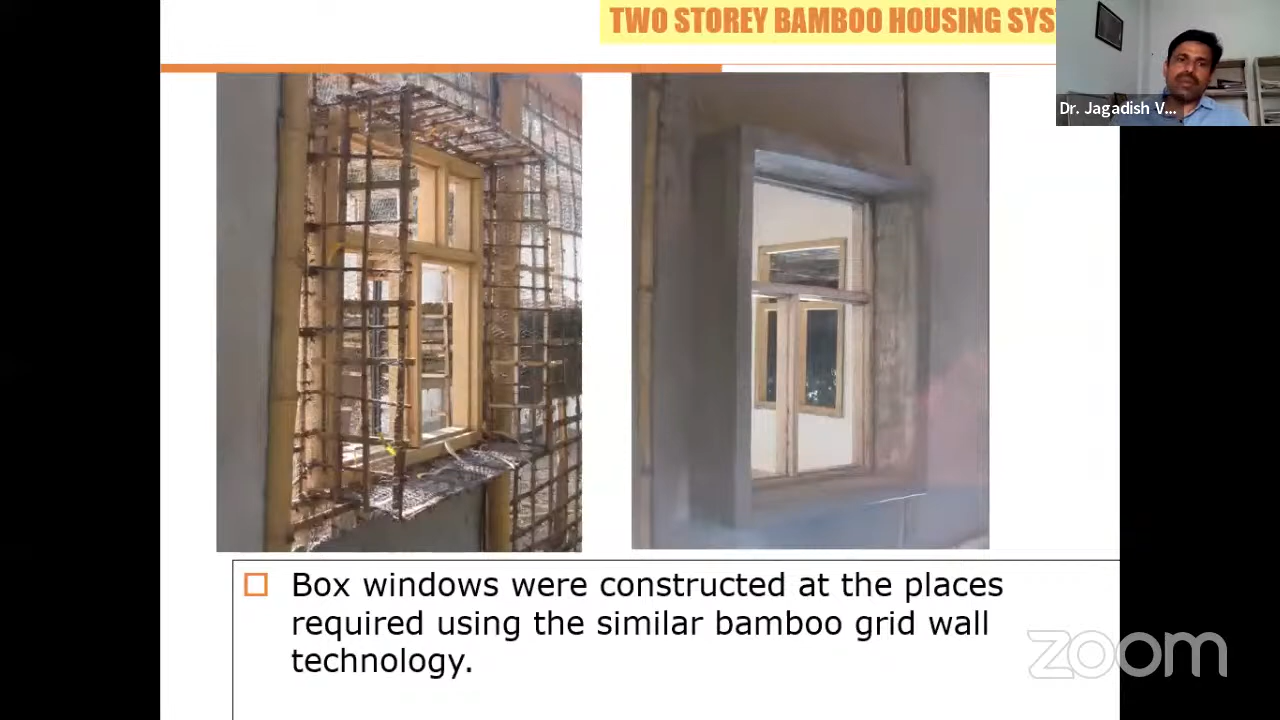 TWO STOREY BAMBOO HOUSING SYS
Dr. Jagadish V...
Box windows were constructed at the places
required using the similar bamboo grid wall
technology.
zoom